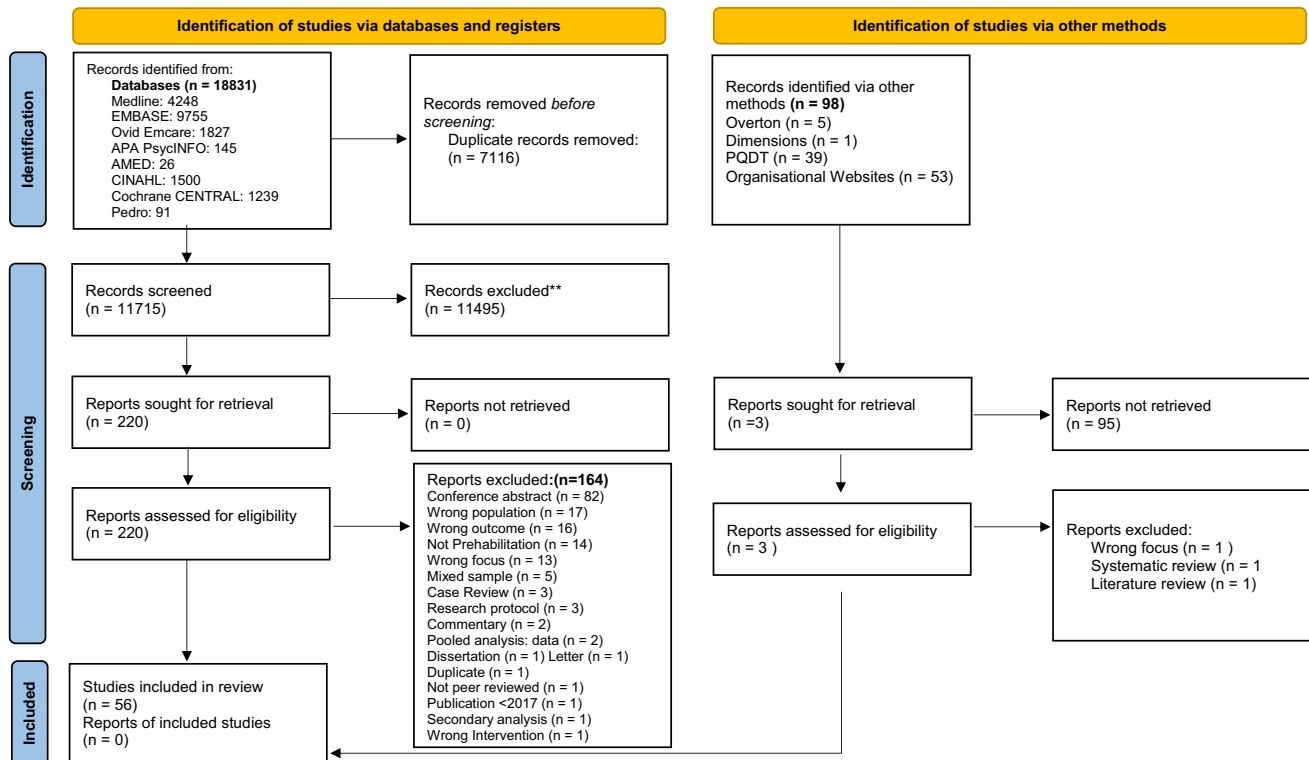 Identification of studies via databases and registers
Identification of studies via other methods
Identification
Records identified from:
Databases (n = 18831)
Medline: 4248
EMBASE: 9755
Ovid Emcare: 1827
APA PsycINFO: 145
AMED: 26
CINAHL: 1500
Cochrane CENTRAL: 1239
Pedro: 91
Records removed before
screening:
Duplicate records removed:
(n = 7116)
Records identified via other
methods (n = 98)
Overton (n = 5)
Dimensions (n = 1)
PQDT (n = 39)
Organisational Websites (n = 53)
Screening
Records screened
(n = 11715)
Records excluded**
(n = 11495)
Reports sought for retrieval
(n = 220)
Reports not retrieved
(n = 0)
Reports sought for retrieval
(n =3)
Reports not retrieved
(n = 95)
Reports assessed for eligibility
(n = 220)
Reports excluded:(n=164)
Conference abstract (n = 82)
Wrong population (n = 17)
Wrong outcome (n = 16)
Not Prehabilitation (n = 14)
Wrong focus (n = 13)
Mixed sample (n = 5)
Case Review (n = 3)
Research protocol (n = 3)
Commentary (n = 2)
Pooled analysis: data (n = 2)
Dissertation (n = 1) Letter (n = 1)
Duplicate (n = 1)
Not peer reviewed (n = 1)
Publication <2017 (n = 1)
Secondary analysis (n = 1)
Wrong Intervention (n = 1)
Reports assessed for eligibility
(n = 3 )
Reports excluded:
Wrong focus (n = 1 )
Systematic review (n = 1
Literature review (n = 1)
Included
Studies included in review
(n = 56)
Reports of included studies
(n = 0)